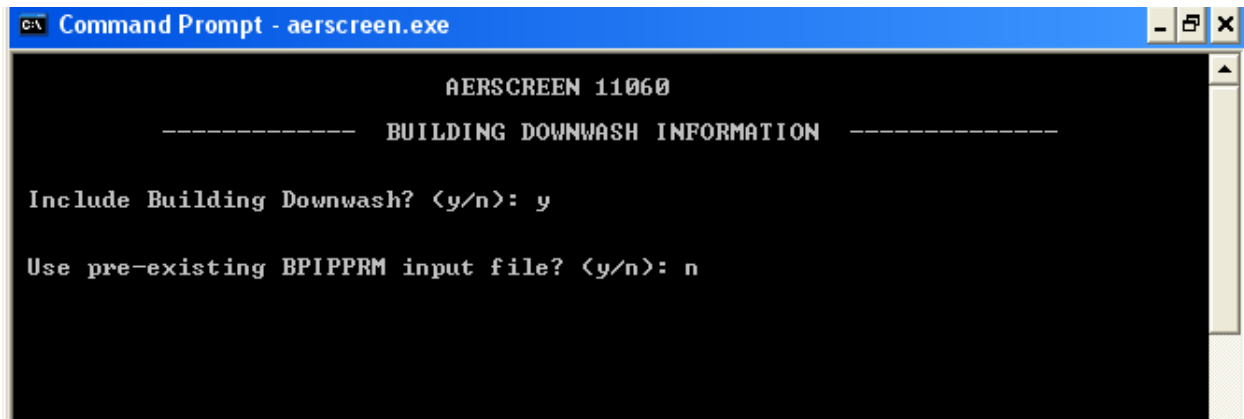 Command Prompt - aerscreen.exe
AERSCREEN 11060
------------- BUILDING DOWNWASH INFORMATION --------------
Include Building Downwash? (y/n): y
Use pre-existing BPIPPRM input file? (y/n): n